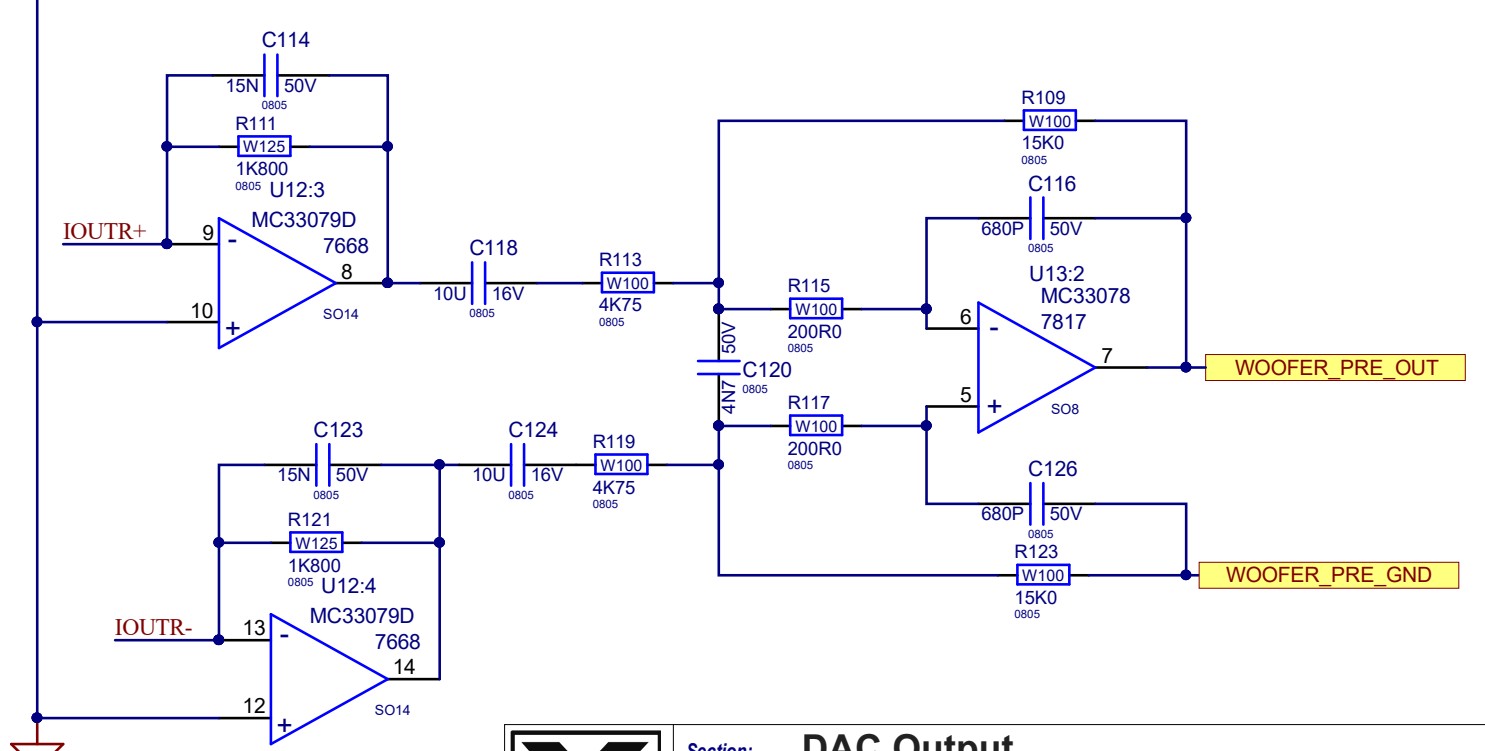 C114
15N 50V
0805
R111
W125
1K800
0805 U12:3
MC33079D
7668
IOUTR+
9
-
8
10
+
SO14
C118
10U 16V
0805
R113
W100
4K75
0805
R109
W100
15K0
0805
C116
680P 50V
0805
U13:2
MC33078
7817
R115
W100
200R0
0805
50V
C120
0805
4N7
R117
W100
200R0
0805
6
-
7
5
+
SO8
WOOFER_PRE_OUT
C123
15N 50V
0805
R121
W125
1K800
0805 U12:4
MC33079D
7668
IOUTR-
13
-
14
12
+
SO14
C124
10U 16V
0805
R119
W100
4K75
0805
C126
680P 50V
0805
R123
W100
15K0
0805
WOOFER_PRE_GND
Section: DAC Output